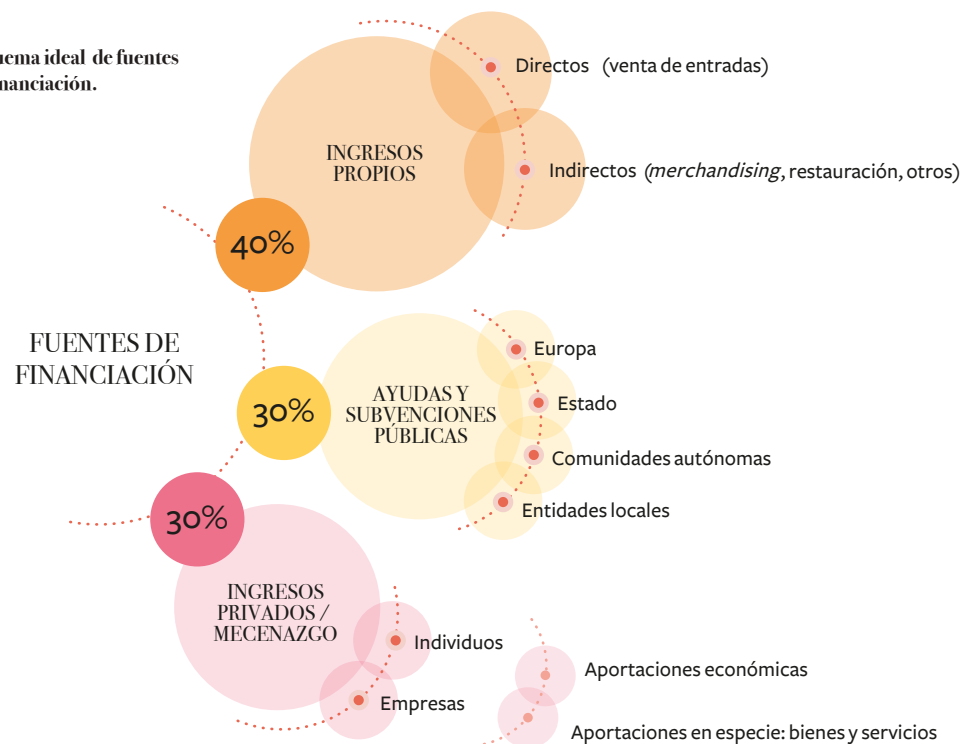 uema ideal de fuentes
nanciación.
Directos (venta de entradas)
INGRESOS
PROPIOS
Indirectos (merchandising, restauración, otros)
40%
FUENTES DE
FINANCIACIÓN
Europa
30%
AYUDAS Y
SUBVENCIONES
PÚBLICAS
Estado
Comunidades autónomas
Entidades locales
30%
INGRESOS
PRIVADOS /
MECENAZGO
Individuos
Empresas
Aportaciones económicas
Aportaciones en especie: bienes y servicios